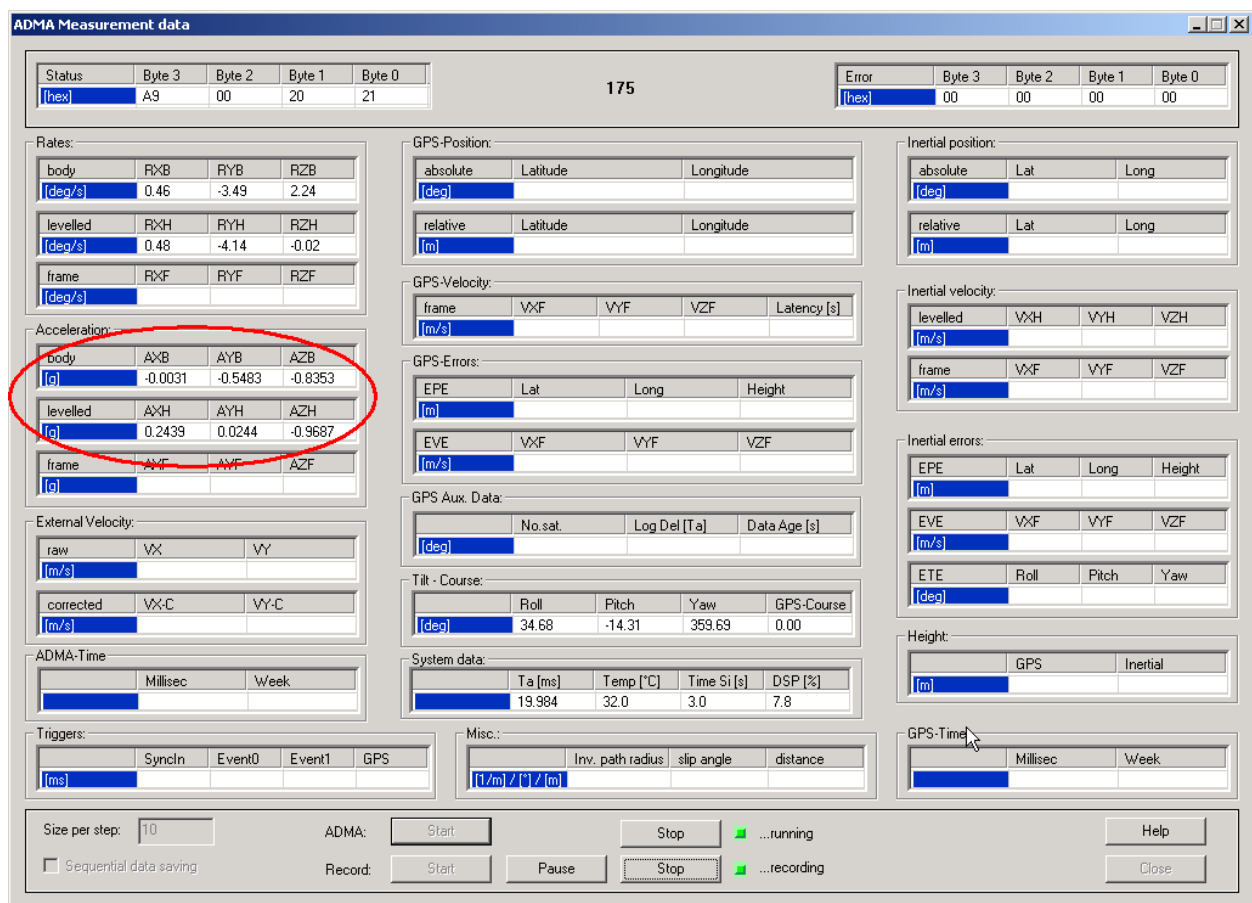 ADMA Measurement data
Status Byte 3 Byte 2 Byte 1 Byte 0
[hex] A9 00 20 21
175
Error Byte 3 Byte 2 Byte 1 Byte 0
[hex] 00 00 00 00
Rates:
body RXB RYB RZB
[deg/s] 0.46 -3.49 2.24
levelled RXH RYH RZH
[deg/s] 0.48 -4.14 -0.02
frame RXF RYF RZF
[deg/s]
Acceleration:
body AXB AYB AZB
[g] -0.0031 -0.5483 -0.8353
levelled AXH AYH AZH
[g] 0.2439 0.0244 -0.9687
frame AXF AYF AZF
[g]
External Velocity:
raw VX VY
[m/s]
corrected VX-C VY-C
[m/s]
ADMA-Time
Millisec Week
Triggers:
SyncIn Event0 Event1 GPS
[ms]
GPS-Position:
absolute Latitude Longitude
[deg]
relative Latitude Longitude
[m]
GPS-Velocity:
frame VXF VYF VZF Latency [s]
[m/s]
GPS-Errors:
EPE Lat Long Height
[m]
EVE VXF VYF VZF
[m/s]
GPS Aux. Data:
No.sat. Log Del [Ta] Data Age [s]
[deg]
Tilt - Course:
Roll Pitch Yaw GPS-Course
[deg] 34.68 -14.31 359.69 0.00
System data:
Ta [ms] Temp [°C] Time Si [s] DSP [%]
19.984 32.0 3.0 7.8
Misc.:
Inv. path radius slip angle distance
[1/m] / [°] / [m]
Inertial position:
absolute Lat Long
[deg]
relative Lat Long
[m]
Inertial velocity:
levelled VXH VYH VZH
[m/s]
frame VXF VYF VZF
[m/s]
Inertial errors:
EPE Lat Long Height
[m]
EVE VXF VYF VZF
[m/s]
ETE Roll Pitch Yaw
[deg]
Height:
GPS Inertial
[m]
GPS-Time
Millisec Week
Size per step: 10
Sequential data saving
ADMA: Start Stop ...running
Record: Start Pause Stop ...recording
Help
Close